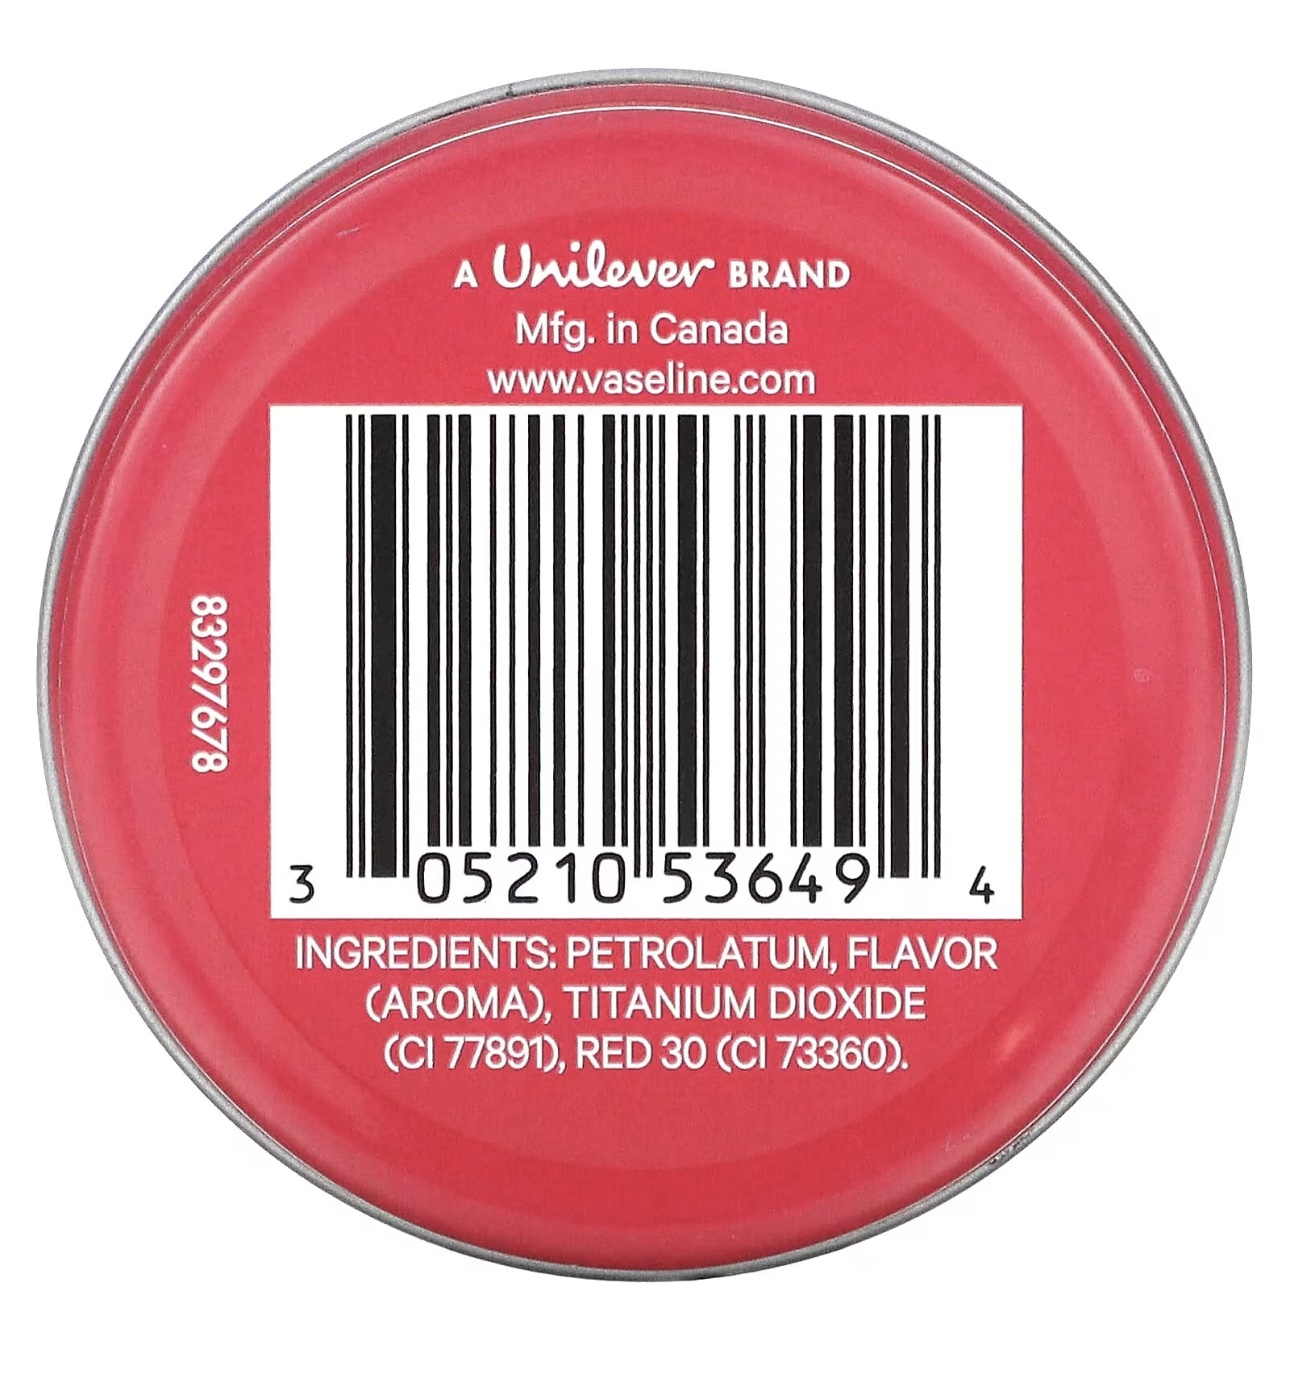 A Unilever BRAND
Mfg. in Canada
www.vaseline.com
83297678
3 05210 53649 4
INGREDIENTS: PETROLATUM, FLAVOR
(AROMA), TITANIUM DIOXIDE
(CI 77891), RED 30 (CI 73360).